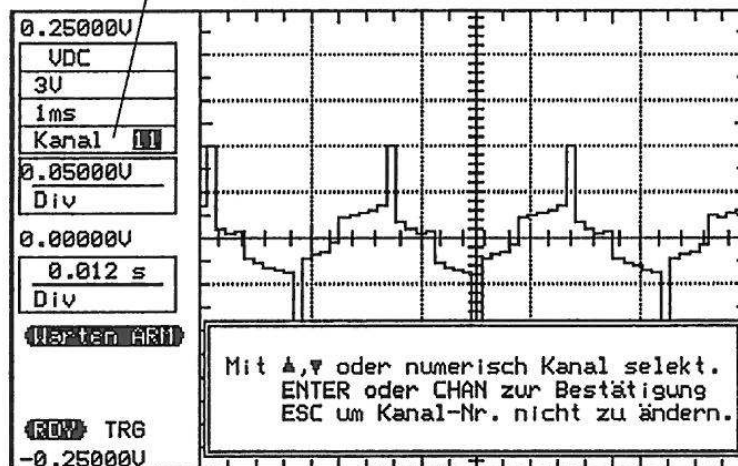 0.25000V
VDC
3V
1ms
Kanal 11
0.05000V
Div
0.00000V
0.012 s
Div
Warten ARM
RDY TRG
-0.25000V
Mit ▲,▼ oder numerisch Kanal selekt.
ENTER oder CHAN zur Bestätigung
ESC um Kanal-Nr. nicht zu ändern.